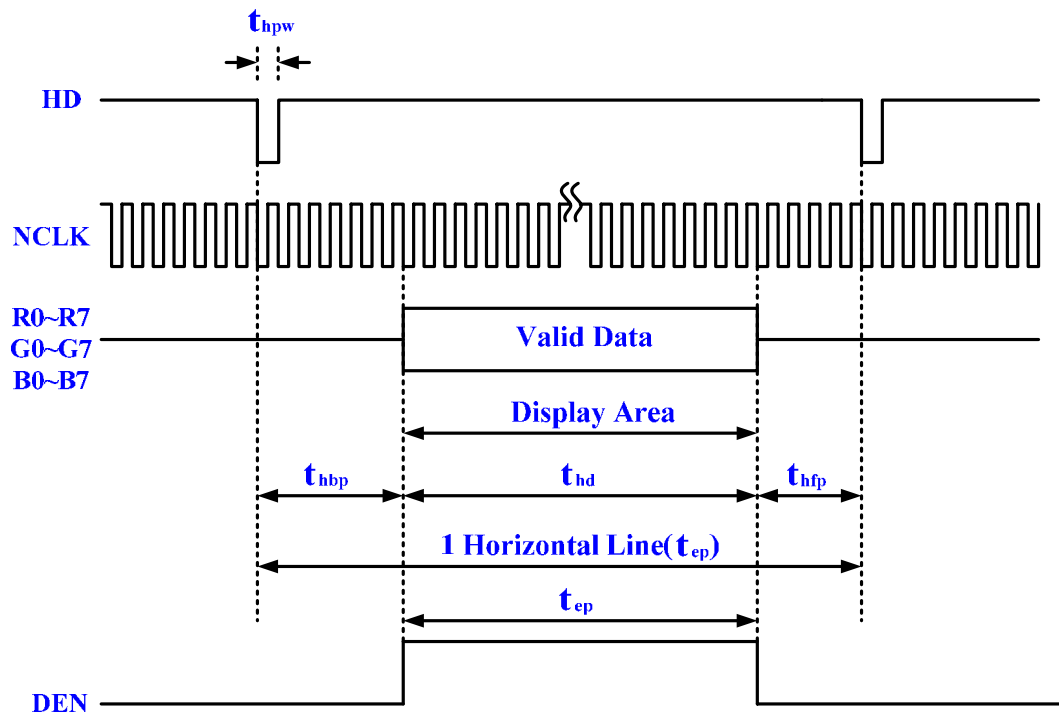 thpw
HD
NCLK
R0~R7
G0~G7
B0~B7
Valid Data
Display Area
thbp
thd
thfp
1 Horizontal Line(tep)
tep
DEN